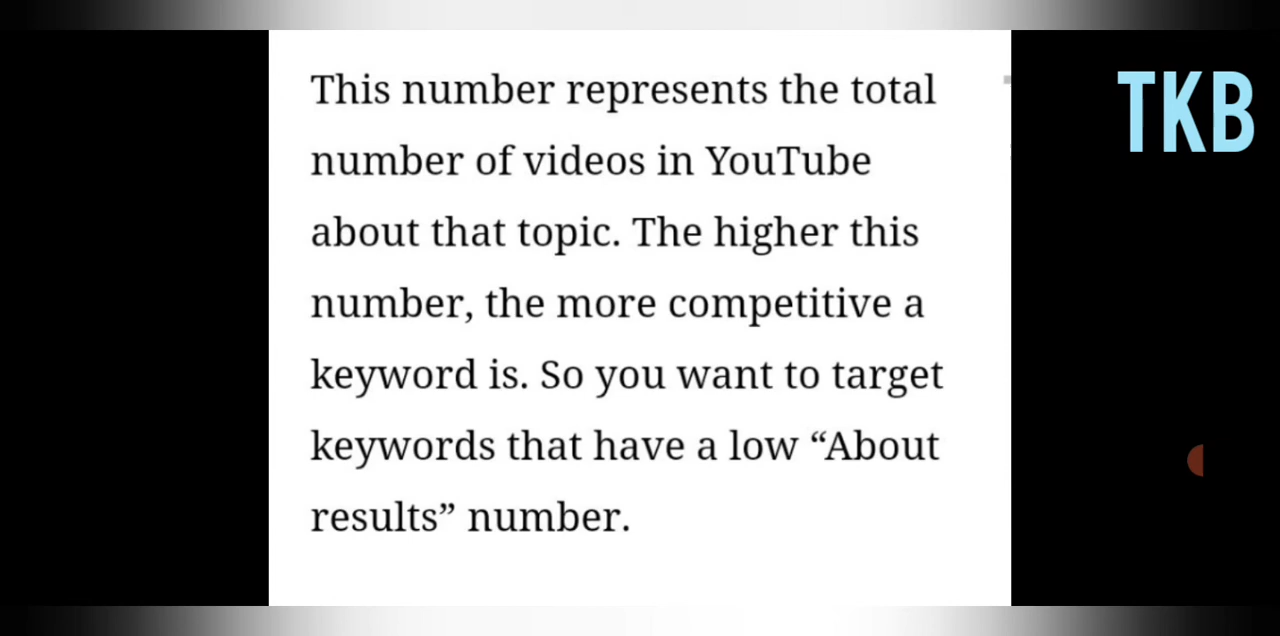 This number represents the total
number of videos in YouTube
about that topic. The higher this
number, the more competitive a
keyword is. So you want to target
keywords that have a low “About
results” number.
TKB